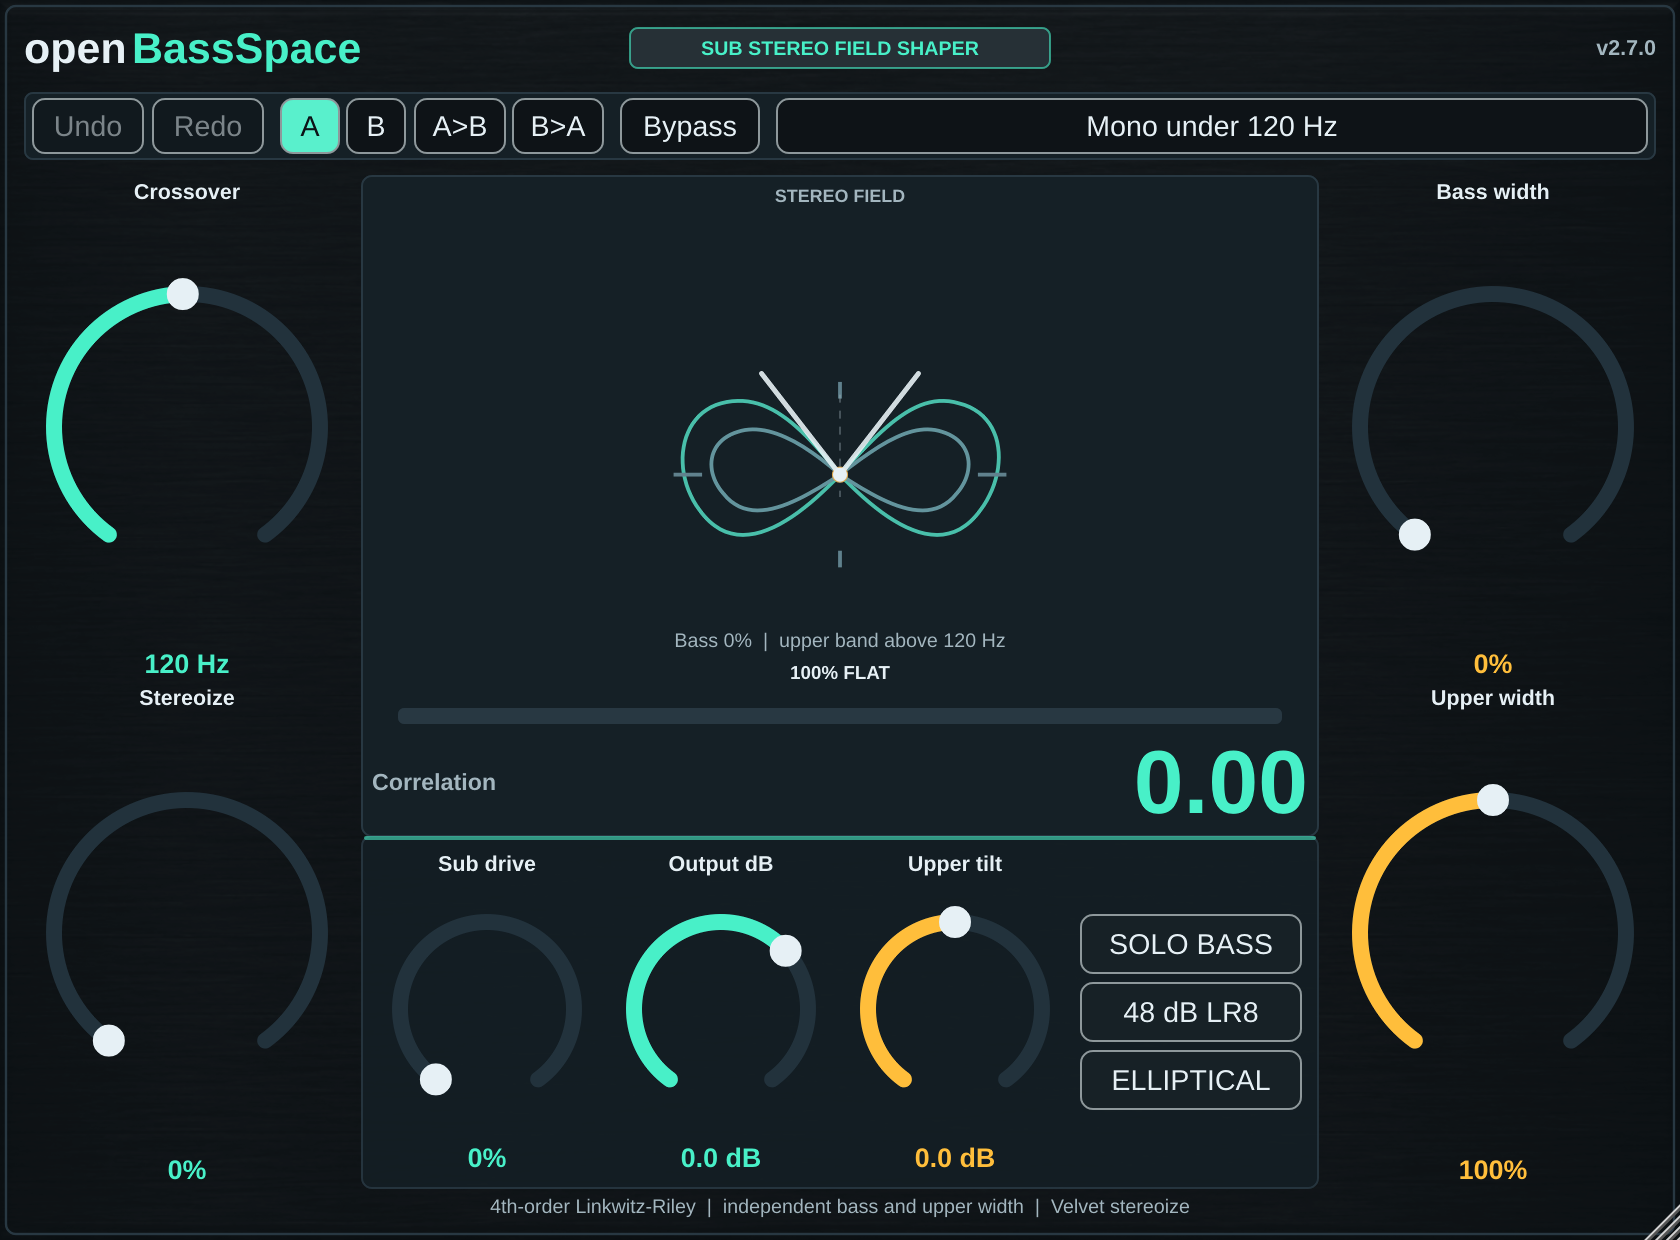 openBassSpace
SUB STEREO FIELD SHAPER
v2.7.0
Undo
Redo
A
B
A>B
B>A
Bypass
Mono under 120 Hz
Crossover
120 Hz
Stereoize
0%
STEREO FIELD
Bass 0% | upper band above 120 Hz
100% FLAT
Correlation
0.00
Sub drive
0%
Output dB
0.0 dB
Upper tilt
0.0 dB
SOLO BASS
48 dB LR8
ELLIPTICAL
Bass width
0%
Upper width
100%
4th-order Linkwitz-Riley | independent bass and upper width | Velvet stereoize